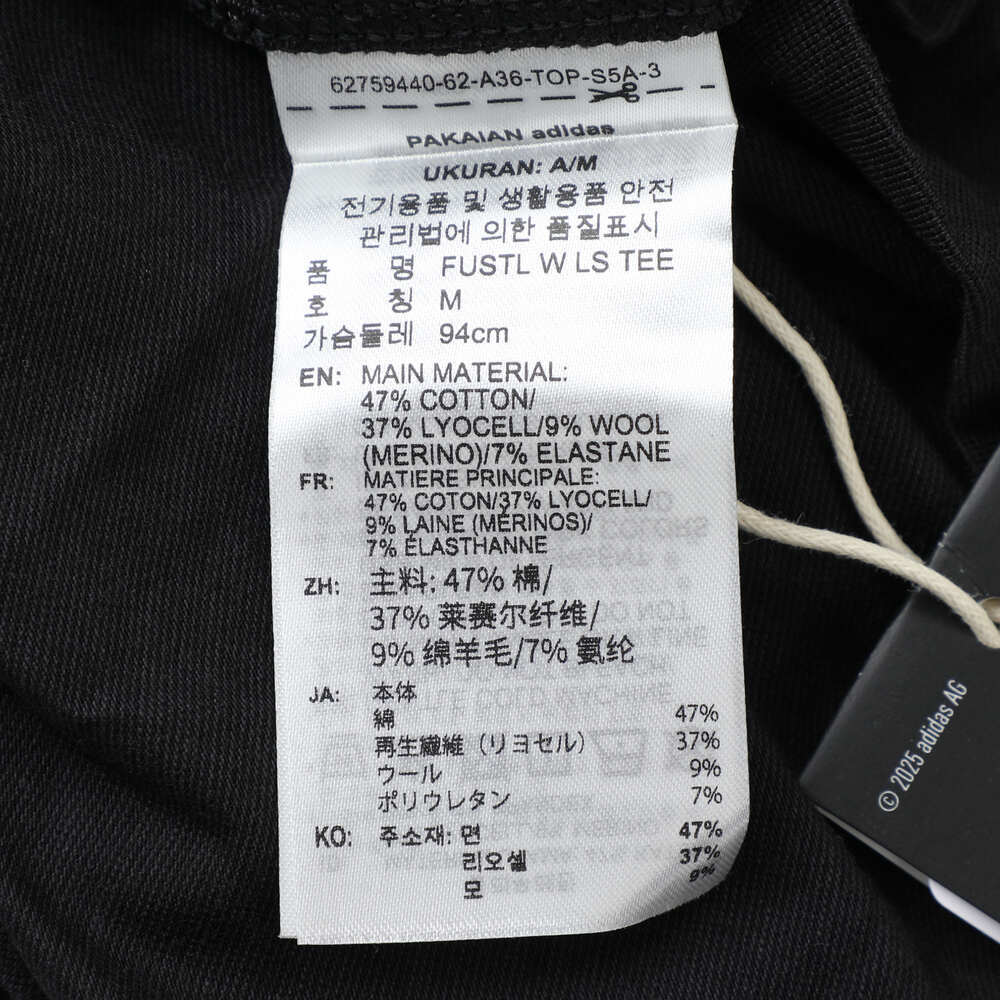 62759440-62-A36-TOP-S5A-3
PAKAIAN adidas
UKURAN: A/M
전기용품 및 생활용품 안전
관리법에 의한 품질표시
품 명 FUSTL W LS TEE
호 칭 M
가슴둘레 94cm
EN: MAIN MATERIAL:
47% COTTON/
37% LYOCELL/9% WOOL
(MERINO)/7% ELASTANE
FR: MATIERE PRINCIPALE:
47% COTON/37% LYOCELL/
9% LAINE (MÉRINOS)/
7% ÉLASTHANNE
ZH: 主料: 47% 棉/
37% 莱赛尔纤维/
9% 绵羊毛/7% 氨纶
JA: 本体
綿 47%
再生繊維（リヨセル） 37%
ウール 9%
ポリウレタン 7%
KO: 주소재: 면 47%
리오셀 37%
모 9%
© 2025 adidas AG